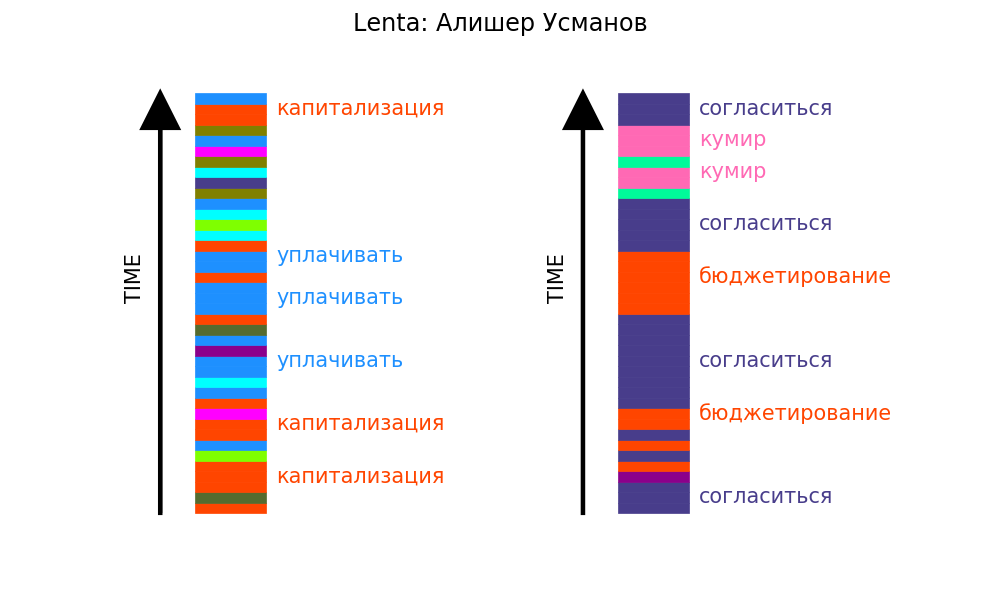 Lenta: Алишер Усманов
TIME
капитализация
уплачивать
уплачивать
уплачивать
капитализация
капитализация
TIME
согласиться
кумир
кумир
согласиться
бюджетирование
согласиться
бюджетирование
согласиться